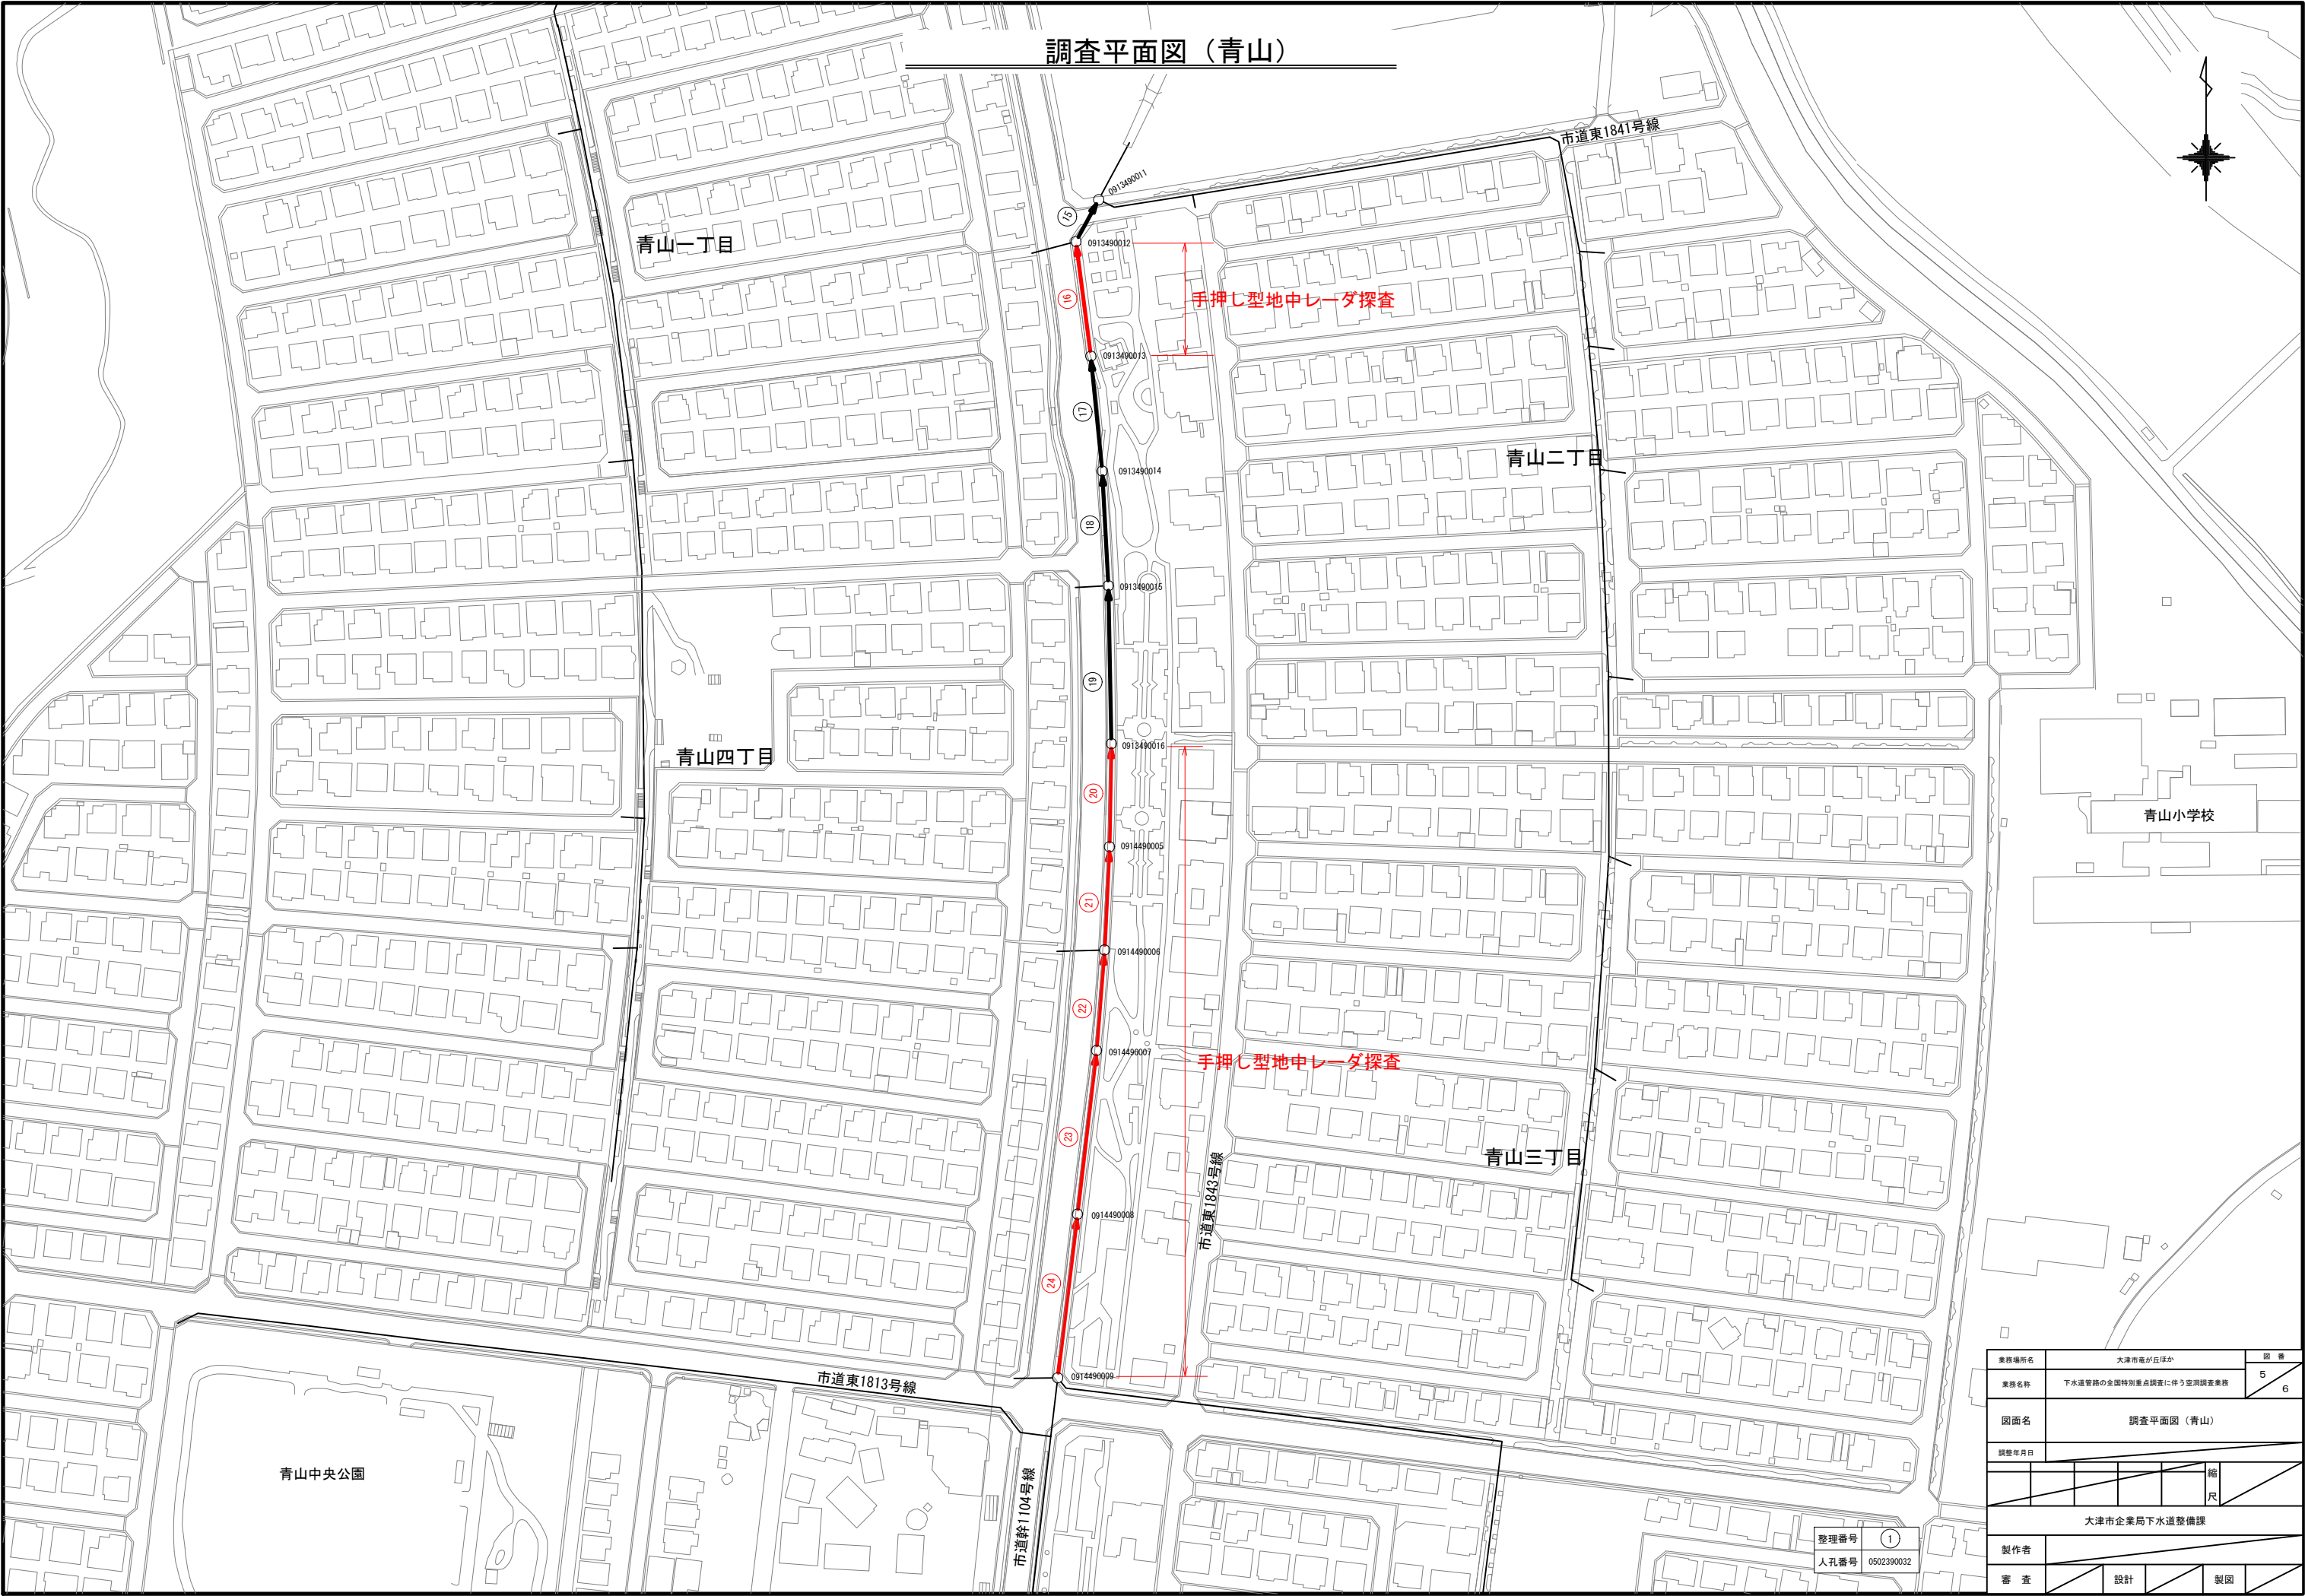 調査平面図（青山）
市道東1841号線
0913490011
15
青山一丁目
0913490012
16
手押し型地中レーダ探査
0913490013
17
青山二丁目
0913490014
18
0913490015
19
0913490016
青山四丁目
20
青山小学校
0914490005
21
0914490006
22
0914490007
手押し型地中レーダ探査
23
青山三丁目
市道東1843号線
0914490008
24
0914490009
市道東1813号線
青山中央公園
市道幹1104号線
整理番号 1
人孔番号 0502390032
業務場所名 大津市竜が丘ほか 図番
業務名称 下水道管路の全国特別重点調査に伴う空洞調査業務 5 6
図面名 調査平面図（青山）
調整年月日
縮尺
大津市企業局下水道整備課
製作者
審査 設計 製図